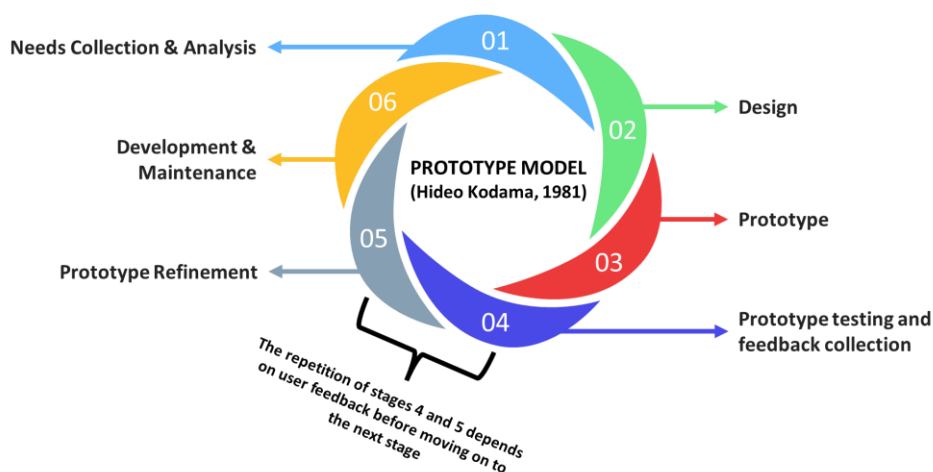 01
Needs Collection & Analysis
02
Design
03
Prototype
04
Prototype testing and
feedback collection
05
Prototype Refinement
06
Development &
Maintenance
PROTOTYPE MODEL
(Hideo Kodama, 1981)
The repetition of stages 4 and 5 depends
on user feedback before moving on to
the next stage